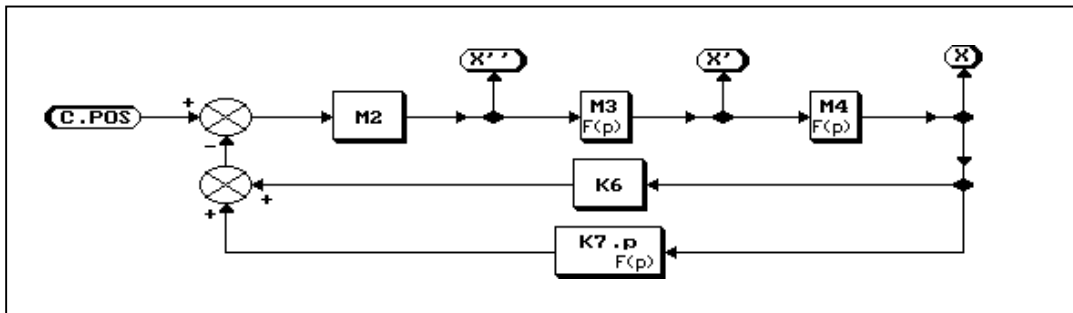 X'' X' X
C.POS + M2 M3 F(p) M4 F(p)
-
K6
+ +
K7.p
F(p)